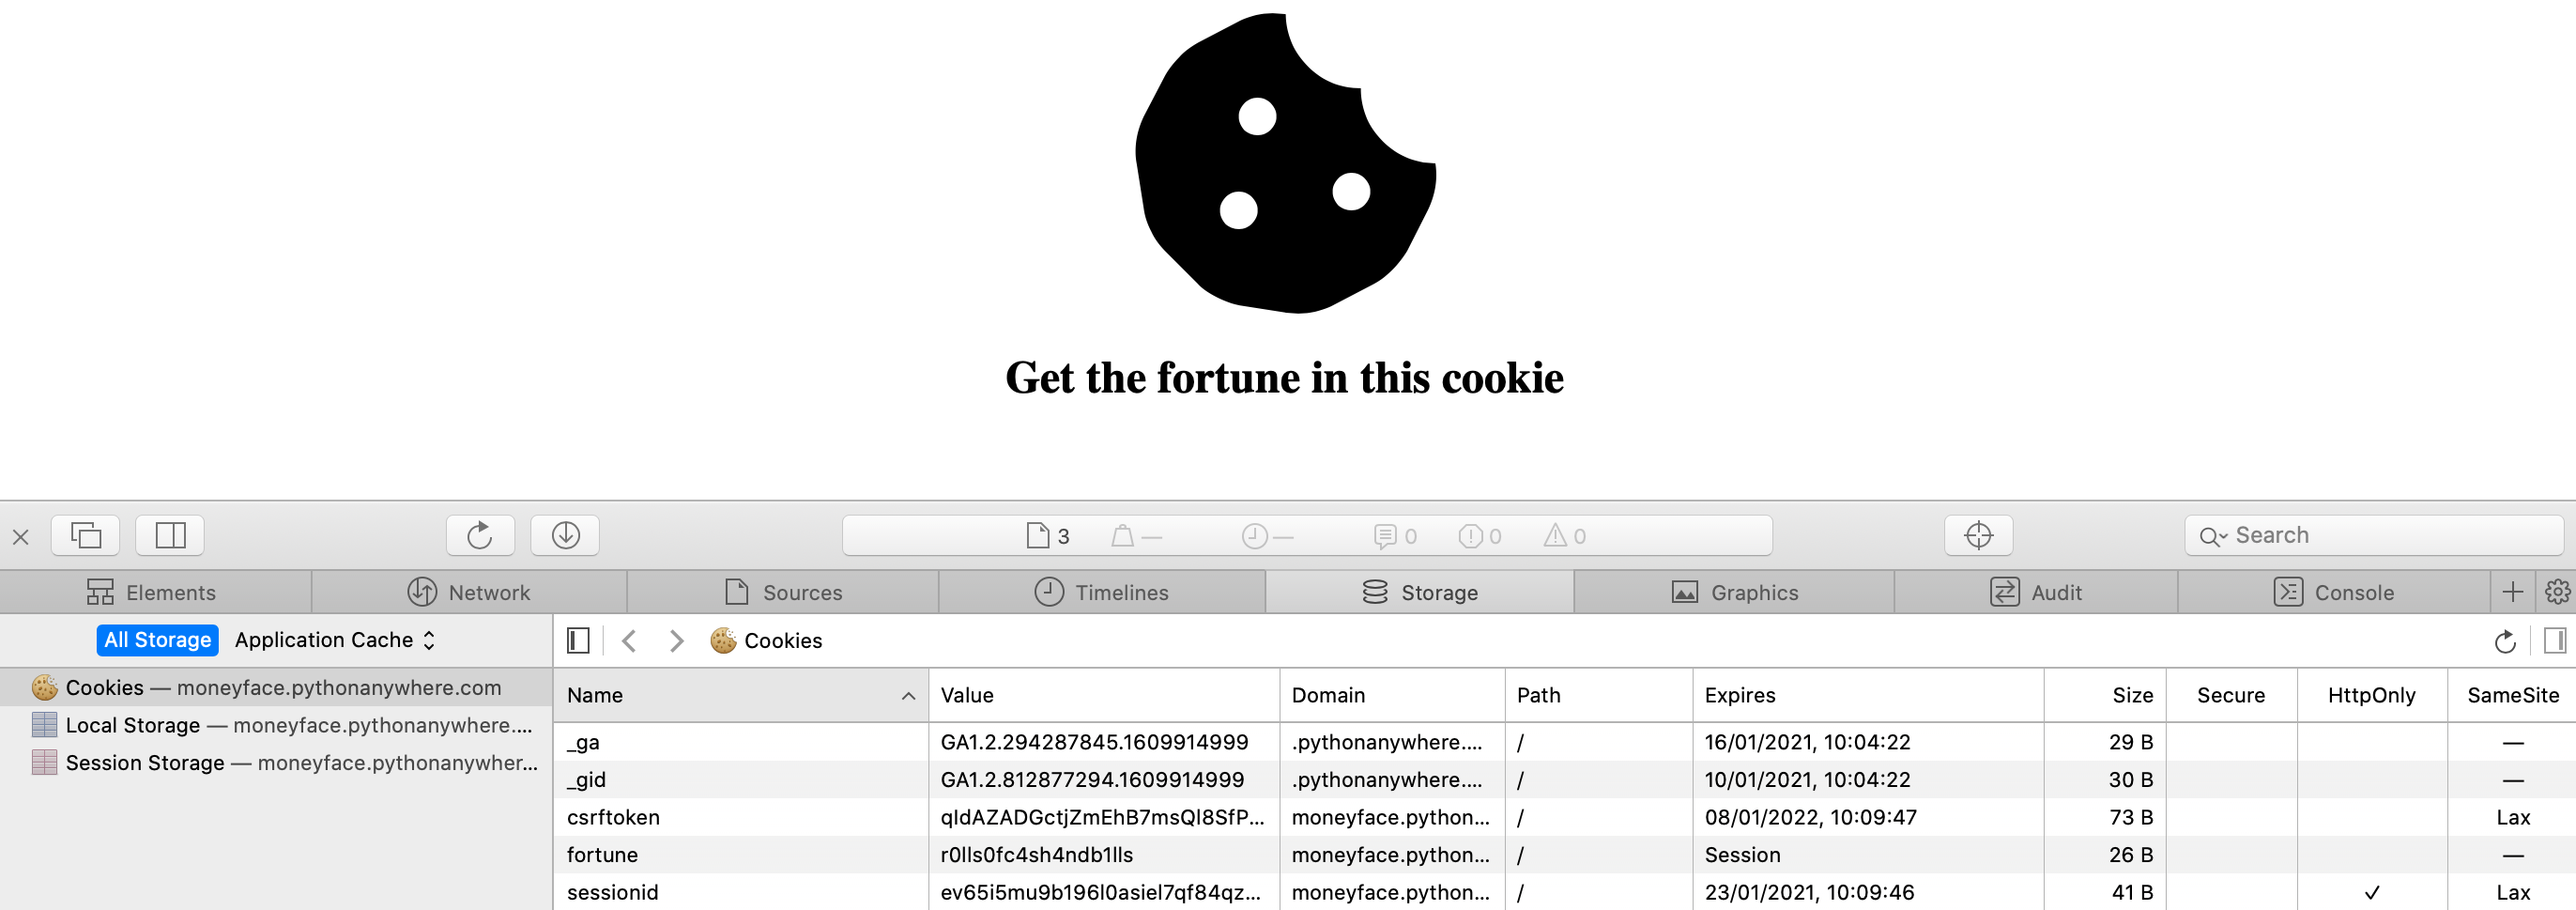 Get the fortune in this cookie
3 — — 0 0 0 Search
Elements Network Sources Timelines Storage Graphics Audit Console
All Storage Application Cache Cookies
Cookies — moneyface.pythonanywhere.com
Local Storage — moneyface.pythonanywhere....
Session Storage — moneyface.pythonanywher...
Name Value Domain Path Expires Size Secure HttpOnly SameSite
_ga GA1.2.294287845.1609914999 .pythonanywhere.... / 16/01/2021, 10:04:22 29 B —
_gid GA1.2.812877294.1609914999 .pythonanywhere.... / 10/01/2021, 10:04:22 30 B —
csrftoken qIdAZADGctjZmEhB7msQl8SfP... moneyface.python... / 08/01/2022, 10:09:47 73 B Lax
fortune r0lls0fc4sh4ndb1lls moneyface.python... / Session 26 B —
sessionid ev65i5mu9b196l0asiel7qf84qz... moneyface.python... / 23/01/2021, 10:09:46 41 B ✓ Lax